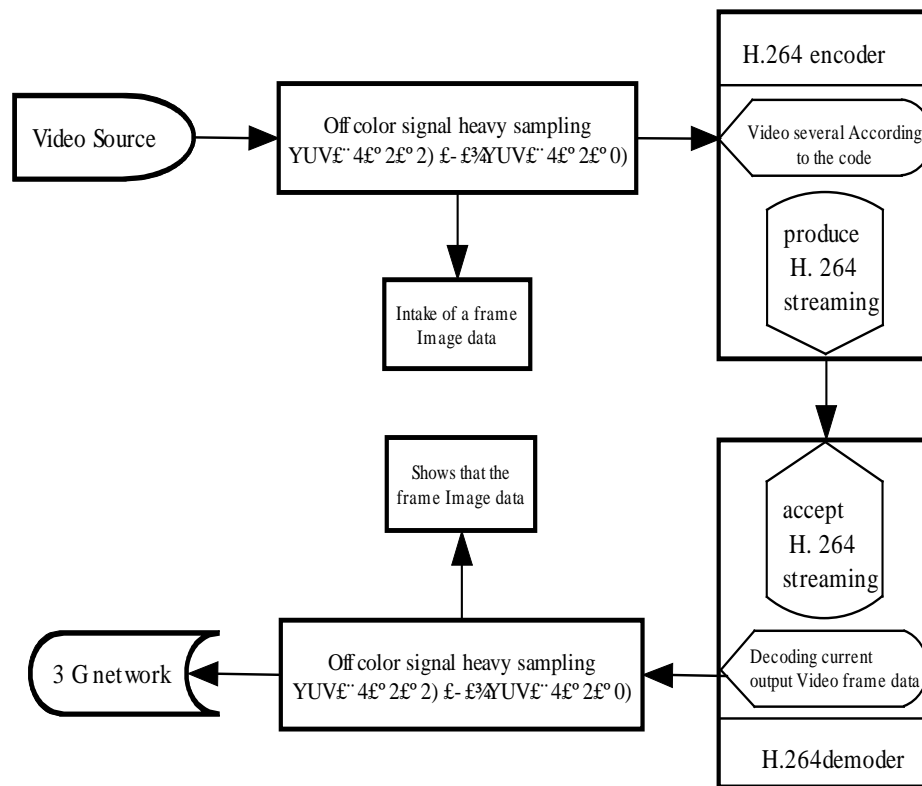 H.264 encoder
Video Source
Off color signal heavy sampling
YUV£¨4£º2£º2) £­£¾YUV£¨4£º2£º0)
Video several According
to the code
produce
H. 264
streaming
Intake of a frame
Image data
Shows that the
frame Image data
accept
H. 264
streaming
3 G network
Off color signal heavy sampling
YUV£¨4£º2£º2) £­£¾YUV£¨4£º2£º0)
Decoding current
output Video frame data
H.264demoder